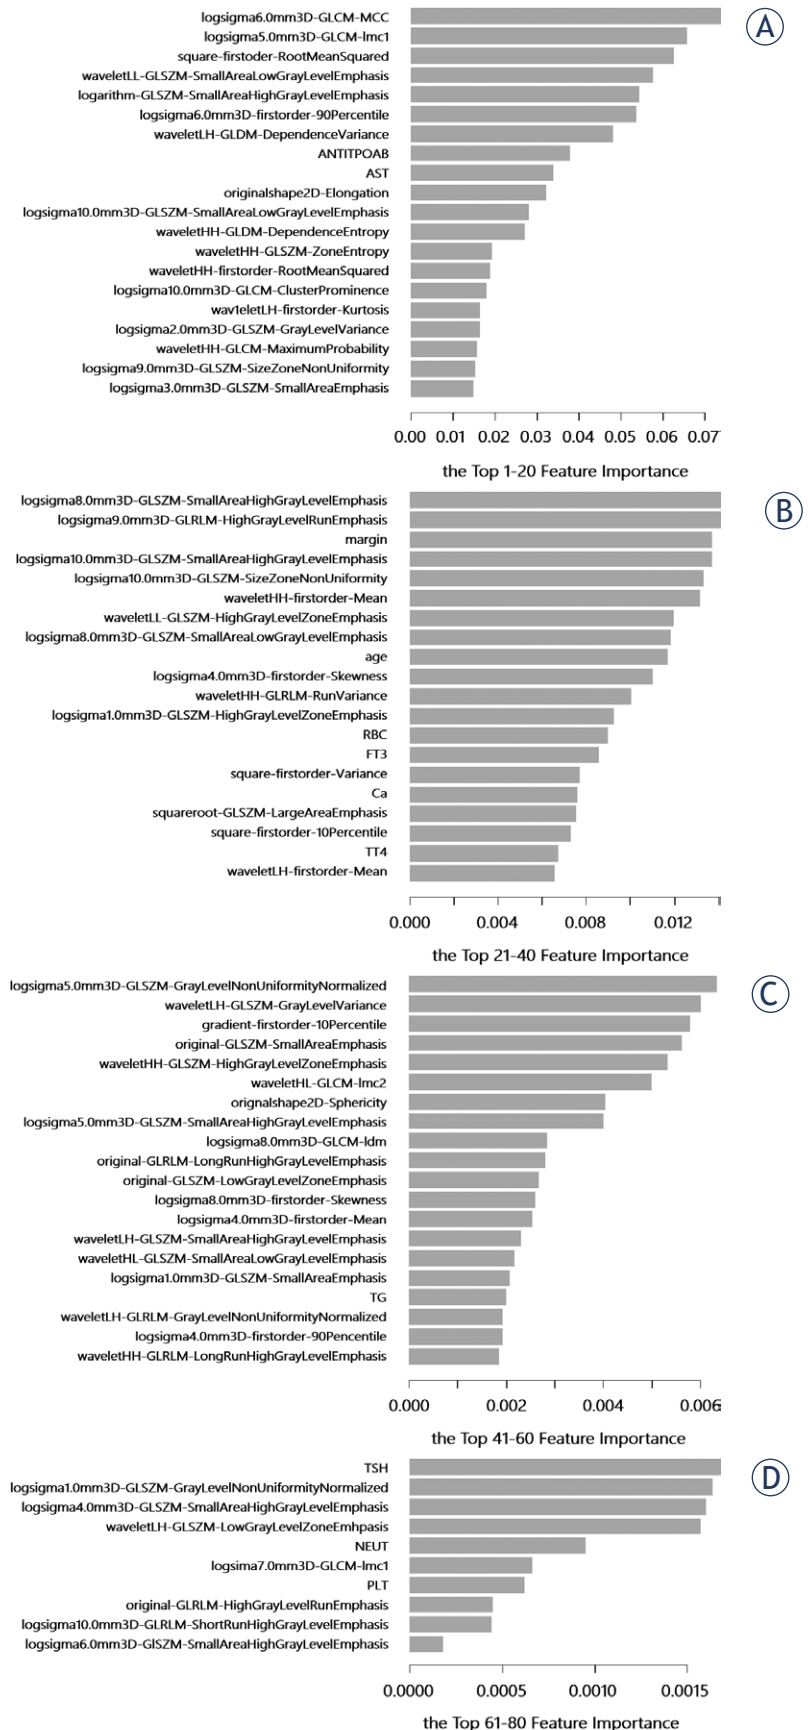 logsigma6.0mm3D-GLCM-MCC
A
logsigma5.0mm3D-GLCM-lmc1
square-firstoder-RootMeanSquared
waveletLL-GLSZM-SmallAreaLowGrayLevelEmphasis
logarithm-GLSZM-SmallAreaHighGrayLevelEmphasis
logsigma6.0mm3D-firstorder-90Percentile
waveletLH-GLDM-DependenceVariance
ANTITPOAB
AST
originalshape2D-Elongation
logsigma10.0mm3D-GLSZM-SmallAreaLowGrayLevelEmphasis
waveletHH-GLDM-DependenceEntropy
waveletHH-GLSZM-ZoneEntropy
waveletHH-firstorder-RootMeanSquared
logsigma10.0mm3D-GLCM-ClusterProminence
wav1eletLH-firstorder-Kurtosis
logsigma2.0mm3D-GLSZM-GrayLevelVariance
waveletHH-GLCM-MaximumProbability
logsigma9.0mm3D-GLSZM-SizeZoneNonUniformity
logsigma3.0mm3D-GLSZM-SmallAreaEmphasis
0.00 0.01 0.02 0.03 0.04 0.05 0.06 0.07
the Top 1-20 Feature Importance
logsigma8.0mm3D-GLSZM-SmallAreaHighGrayLevelEmphasis
B
logsigma9.0mm3D-GLRLM-HighGrayLevelRunEmphasis
margin
logsigma10.0mm3D-GLSZM-SmallAreaHighGrayLevelEmphasis
logsigma10.0mm3D-GLSZM-SizeZoneNonUniformity
waveletHH-firstorder-Mean
waveletLL-GLSZM-HighGrayLevelZoneEmphasis
logsigma8.0mm3D-GLSZM-SmallAreaLowGrayLevelEmphasis
age
logsigma4.0mm3D-firstorder-Skewness
waveletHH-GLRLM-RunVariance
logsigma1.0mm3D-GLSZM-HighGrayLevelZoneEmphasis
RBC
FT3
square-firstorder-Variance
Ca
squareroot-GLSZM-LargeAreaEmphasis
square-firstorder-10Percentile
TT4
waveletLH-firstorder-Mean
0.000 0.004 0.008 0.012
the Top 21-40 Feature Importance
logsigma5.0mm3D-GLSZM-GrayLevelNonUniformityNormalized
C
waveletLH-GLSZM-GrayLevelVariance
gradient-firstorder-10Percentile
original-GLSZM-SmallAreaEmphasis
waveletHH-GLSZM-HighGrayLevelZoneEmphasis
waveletHL-GLCM-lmc2
orignalshape2D-Sphericity
logsigma5.0mm3D-GLSZM-SmallAreaHighGrayLevelEmphasis
logsigma8.0mm3D-GLCM-ldm
original-GLRLM-LongRunHighGrayLevelEmphasis
original-GLSZM-LowGrayLevelZoneEmphasis
logsigma8.0mm3D-firstorder-Skewness
logsigma4.0mm3D-firstorder-Mean
waveletLH-GLSZM-SmallAreaHighGrayLevelEmphasis
waveletHL-GLSZM-SmallAreaLowGrayLevelEmphasis
logsigma1.0mm3D-GLSZM-SmallAreaEmphasis
TG
waveletLH-GLRLM-GrayLevelNonUniformityNormalized
logsigma4.0mm3D-firstorder-90Pencentile
waveletHH-GLRLM-LongRunHighGrayLevelEmphasis
0.000 0.002 0.004 0.006
the Top 41-60 Feature Importance
TSH
D
logsigma1.0mm3D-GLSZM-GrayLevelNonUniformityNormalized
logsigma4.0mm3D-GLSZM-SmallAreaHighGrayLevelEmphasis
waveletLH-GLSZM-LowGrayLevelZoneEmhpasis
NEUT
logsima7.0mm3D-GLCM-lmc1
PLT
original-GLRLM-HighGrayLevelRunEmphasis
logsigma10.0mm3D-GLRLM-ShortRunHighGrayLevelEmphasis
logsigma6.0mm3D-GlSZM-SmallAreaHighGrayLevelEmphasis
0.0000 0.0005 0.0010 0.0015
the Top 61-80 Feature Importance